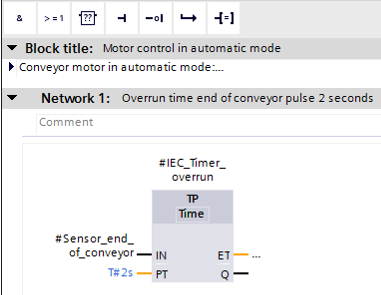 & >=1 ?? -| -o| -[=]
Block title: Motor control in automatic mode
Conveyor motor in automatic mode:...
Network 1: Overrun time end of conveyor pulse 2 seconds
Comment
#IEC_Timer_
overrun
TP
Time
#Sensor_end_
of_conveyor
IN
ET
...
T#2s
PT
Q